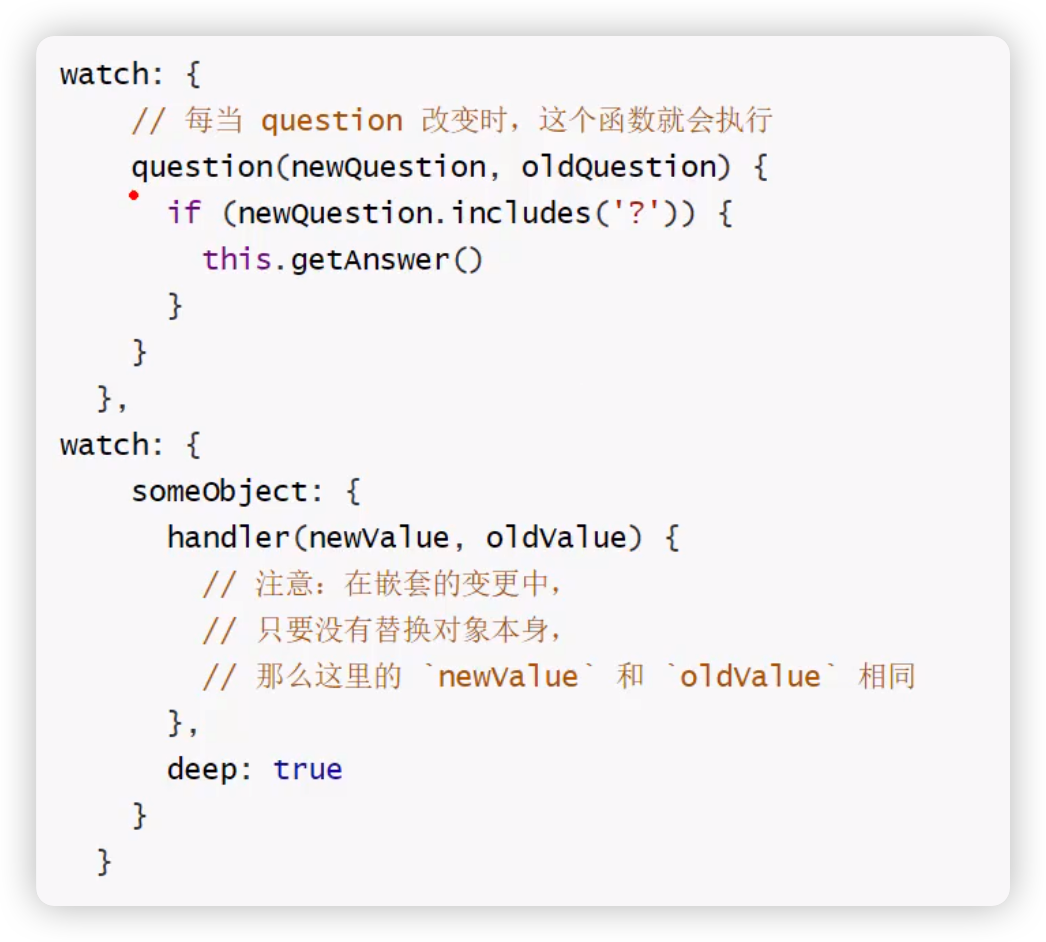 watch: {
// 每当 question 改变时，这个函数就会执行
question(newQuestion, oldQuestion) {
if (newQuestion.includes('?')) {
this.getAnswer()
}
}
},
watch: {
someObject: {
handler(newValue, oldValue) {
// 注意：在嵌套的变更中，
// 只要没有替换对象本身，
// 那么这里的 `newValue` 和 `oldValue` 相同
},
deep: true
}
}